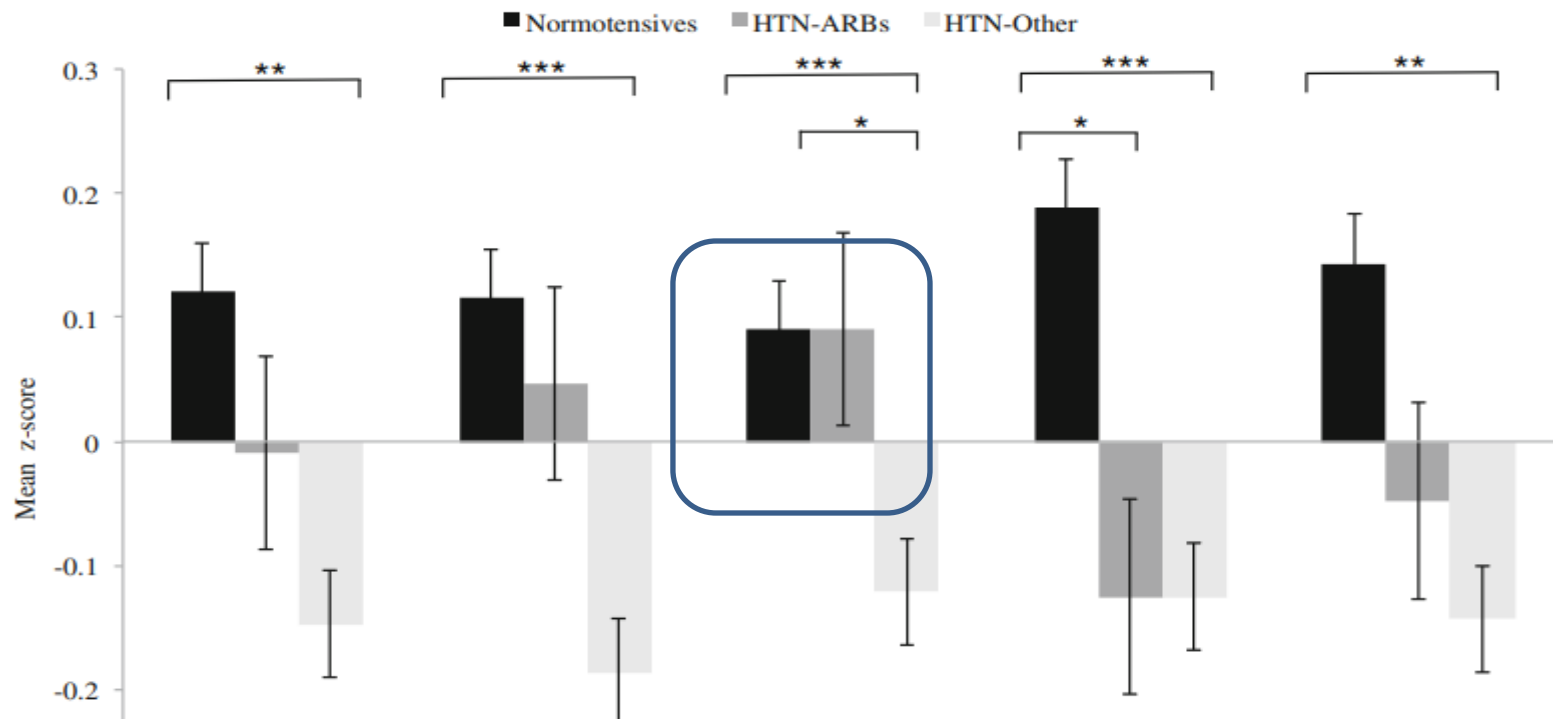 Normotensives HTN-ARBs HTN-Other
** *** *** *** **
* *
0.3
0.2
0.1
0
-0.1
-0.2
Mean z-score